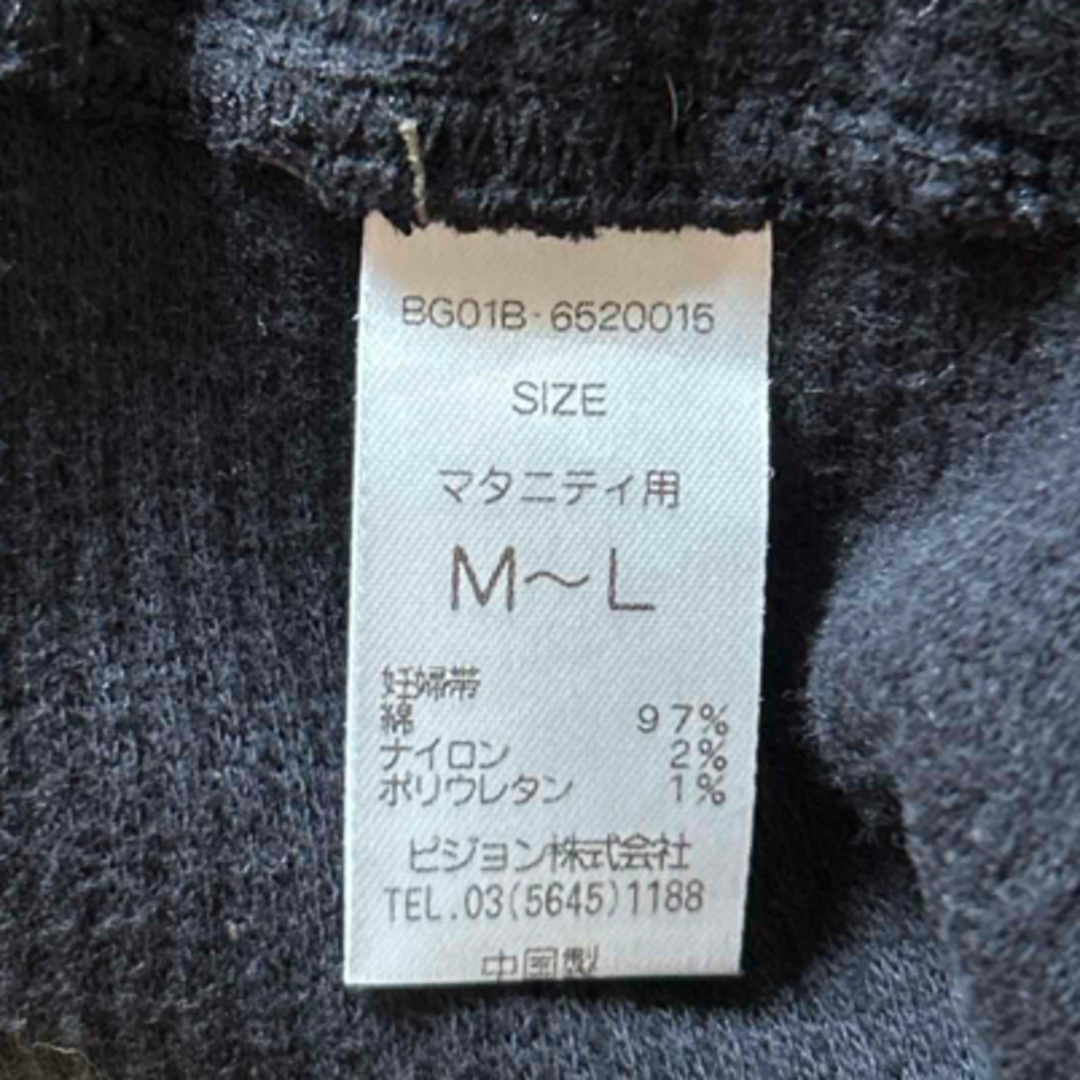 BG01B-6520015
SIZE
マタニティ用
M〜L
妊婦帯
綿 97%
ナイロン 2%
ポリウレタン 1%
ピジョン株式会社
TEL.03(5645)1188
中国製